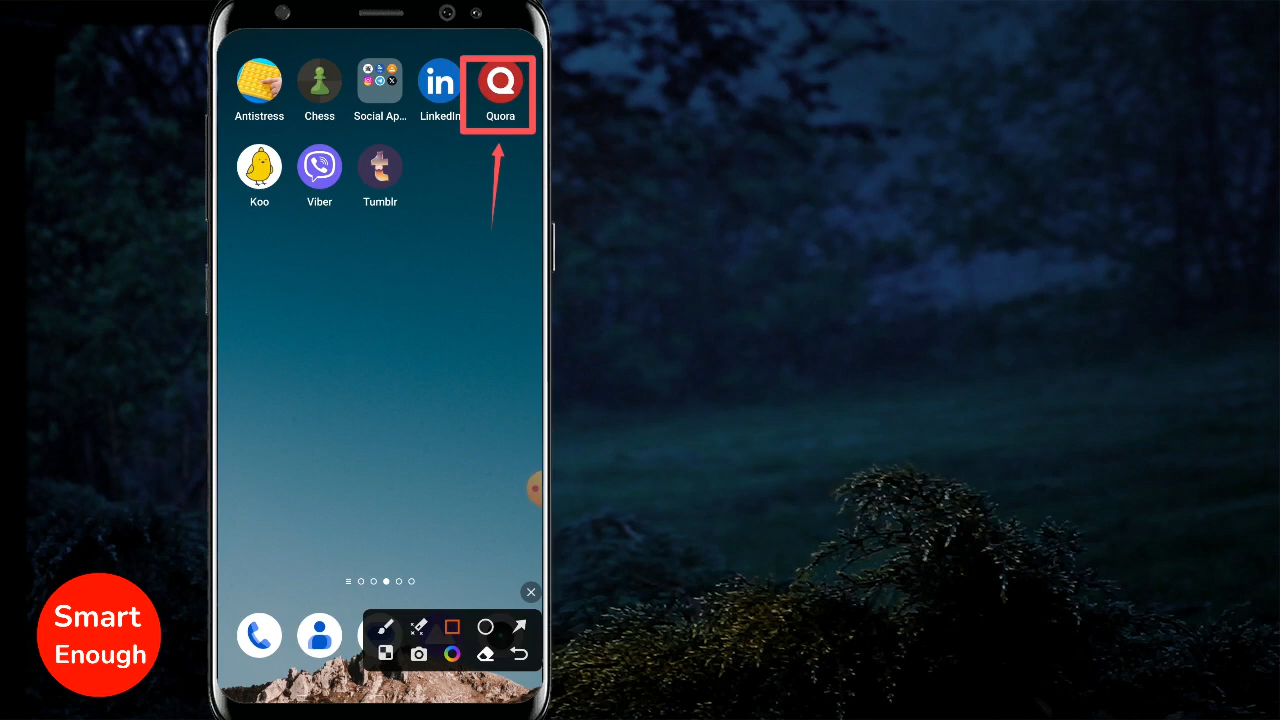 Antistress
Chess
Social Ap...
LinkedIn
Quora
Koo
Viber
Tumblr
Smart
Enough